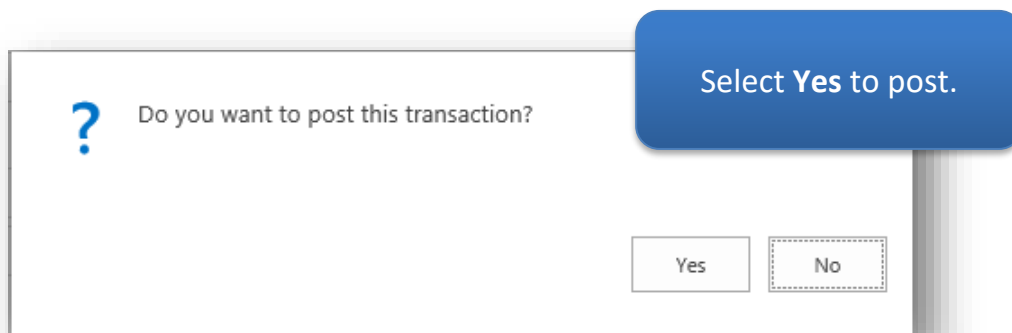 Select Yes to post.
Do you want to post this transaction?
Yes
No